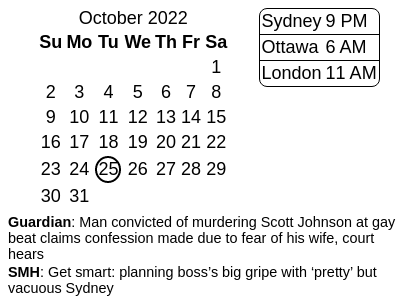 October 2022
Su Mo Tu We Th Fr Sa
1
2 3 4 5 6 7 8
9 10 11 12 13 14 15
16 17 18 19 20 21 22
23 24 25 26 27 28 29
30 31
Sydney 9 PM
Ottawa 6 AM
London 11 AM
Guardian: Man convicted of murdering Scott Johnson at gay
beat claims confession made due to fear of his wife, court
hears
SMH: Get smart: planning boss’s big gripe with ‘pretty’ but
vacuous Sydney